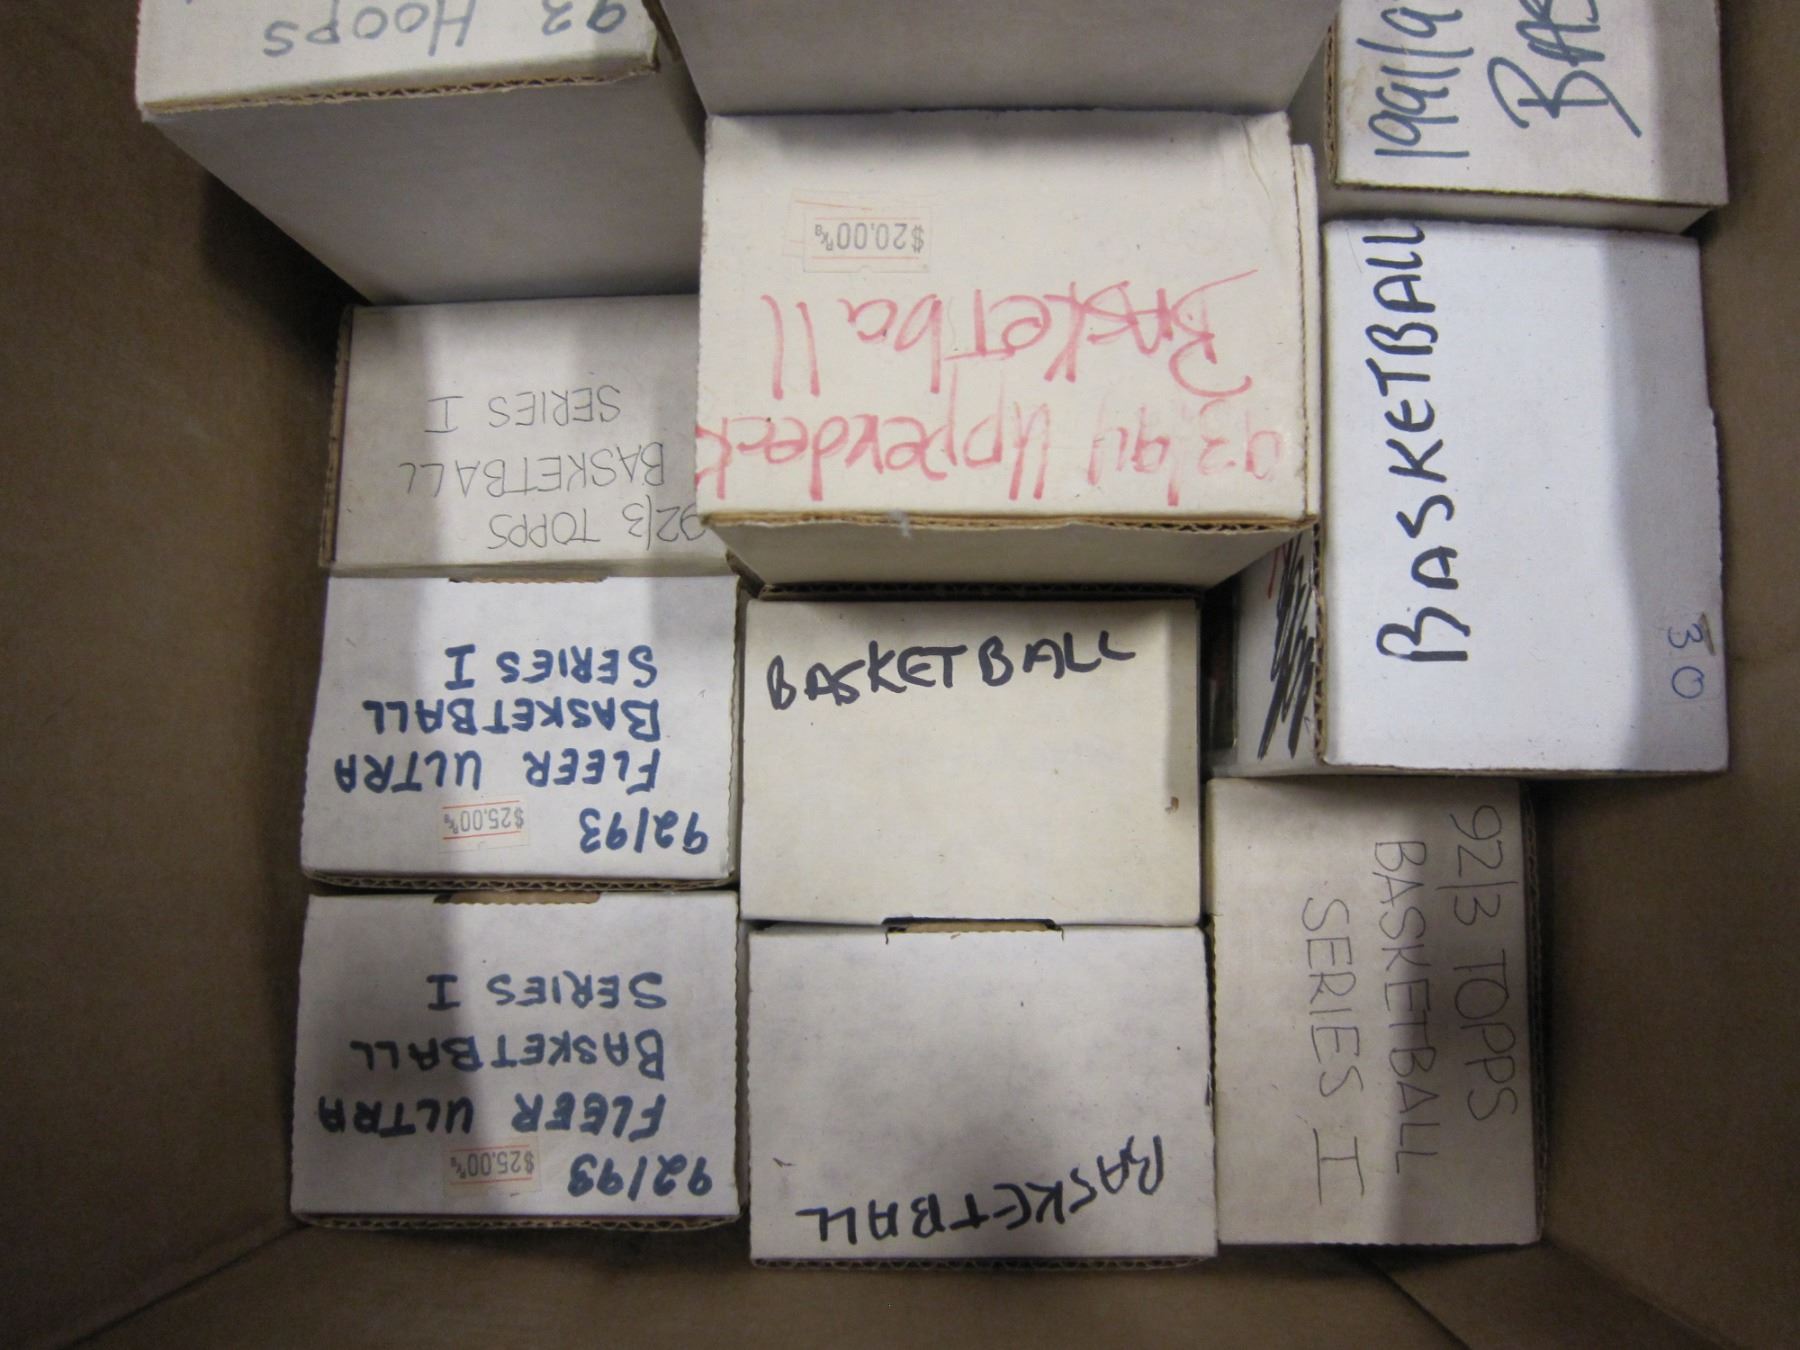 93 HOOPS
1991/9
BAS
$20.00
93/94 Upperdeck
BASKETball
BASKETBALL
30
92/3 TOPPS
BASKETBALL
SERIES I
92/93
$25.00
FLEER ULTRA
BASKETBALL
SERIES I
BASKETBALL
92/3 TOPPS
BASKETBALL
SERIES I
92/93
$25.00
FLEER ULTRA
BASKETBALL
SERIES I
BASKETBALL